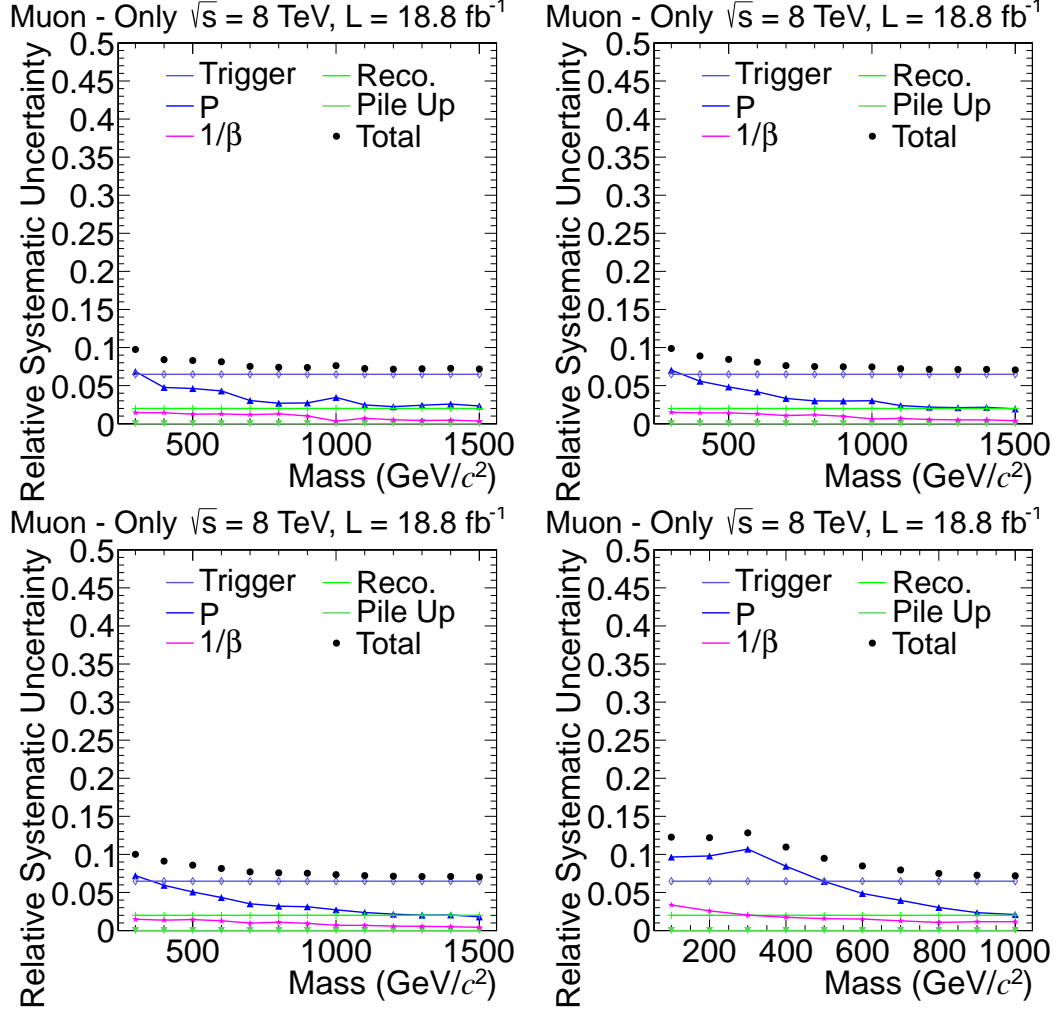 Muon - Only √s = 8 TeV, L = 18.8 fb⁻¹
Relative Systematic Uncertainty
0.5
0.45
0.4
0.35
0.3
0.25
0.2
0.15
0.1
0.05
0
Trigger
P
1/β
Reco.
Pile Up
Total
500
1000
1500
Mass (GeV/c²)
Muon - Only √s = 8 TeV, L = 18.8 fb⁻¹
Relative Systematic Uncertainty
0.5
0.45
0.4
0.35
0.3
0.25
0.2
0.15
0.1
0.05
0
Trigger
P
1/β
Reco.
Pile Up
Total
500
1000
1500
Mass (GeV/c²)
Muon - Only √s = 8 TeV, L = 18.8 fb⁻¹
Relative Systematic Uncertainty
0.5
0.45
0.4
0.35
0.3
0.25
0.2
0.15
0.1
0.05
0
Trigger
P
1/β
Reco.
Pile Up
Total
500
1000
1500
Mass (GeV/c²)
Muon - Only √s = 8 TeV, L = 18.8 fb⁻¹
Relative Systematic Uncertainty
0.5
0.45
0.4
0.35
0.3
0.25
0.2
0.15
0.1
0.05
0
Trigger
P
1/β
Reco.
Pile Up
Total
200
400
600
800
1000
Mass (GeV/c²)